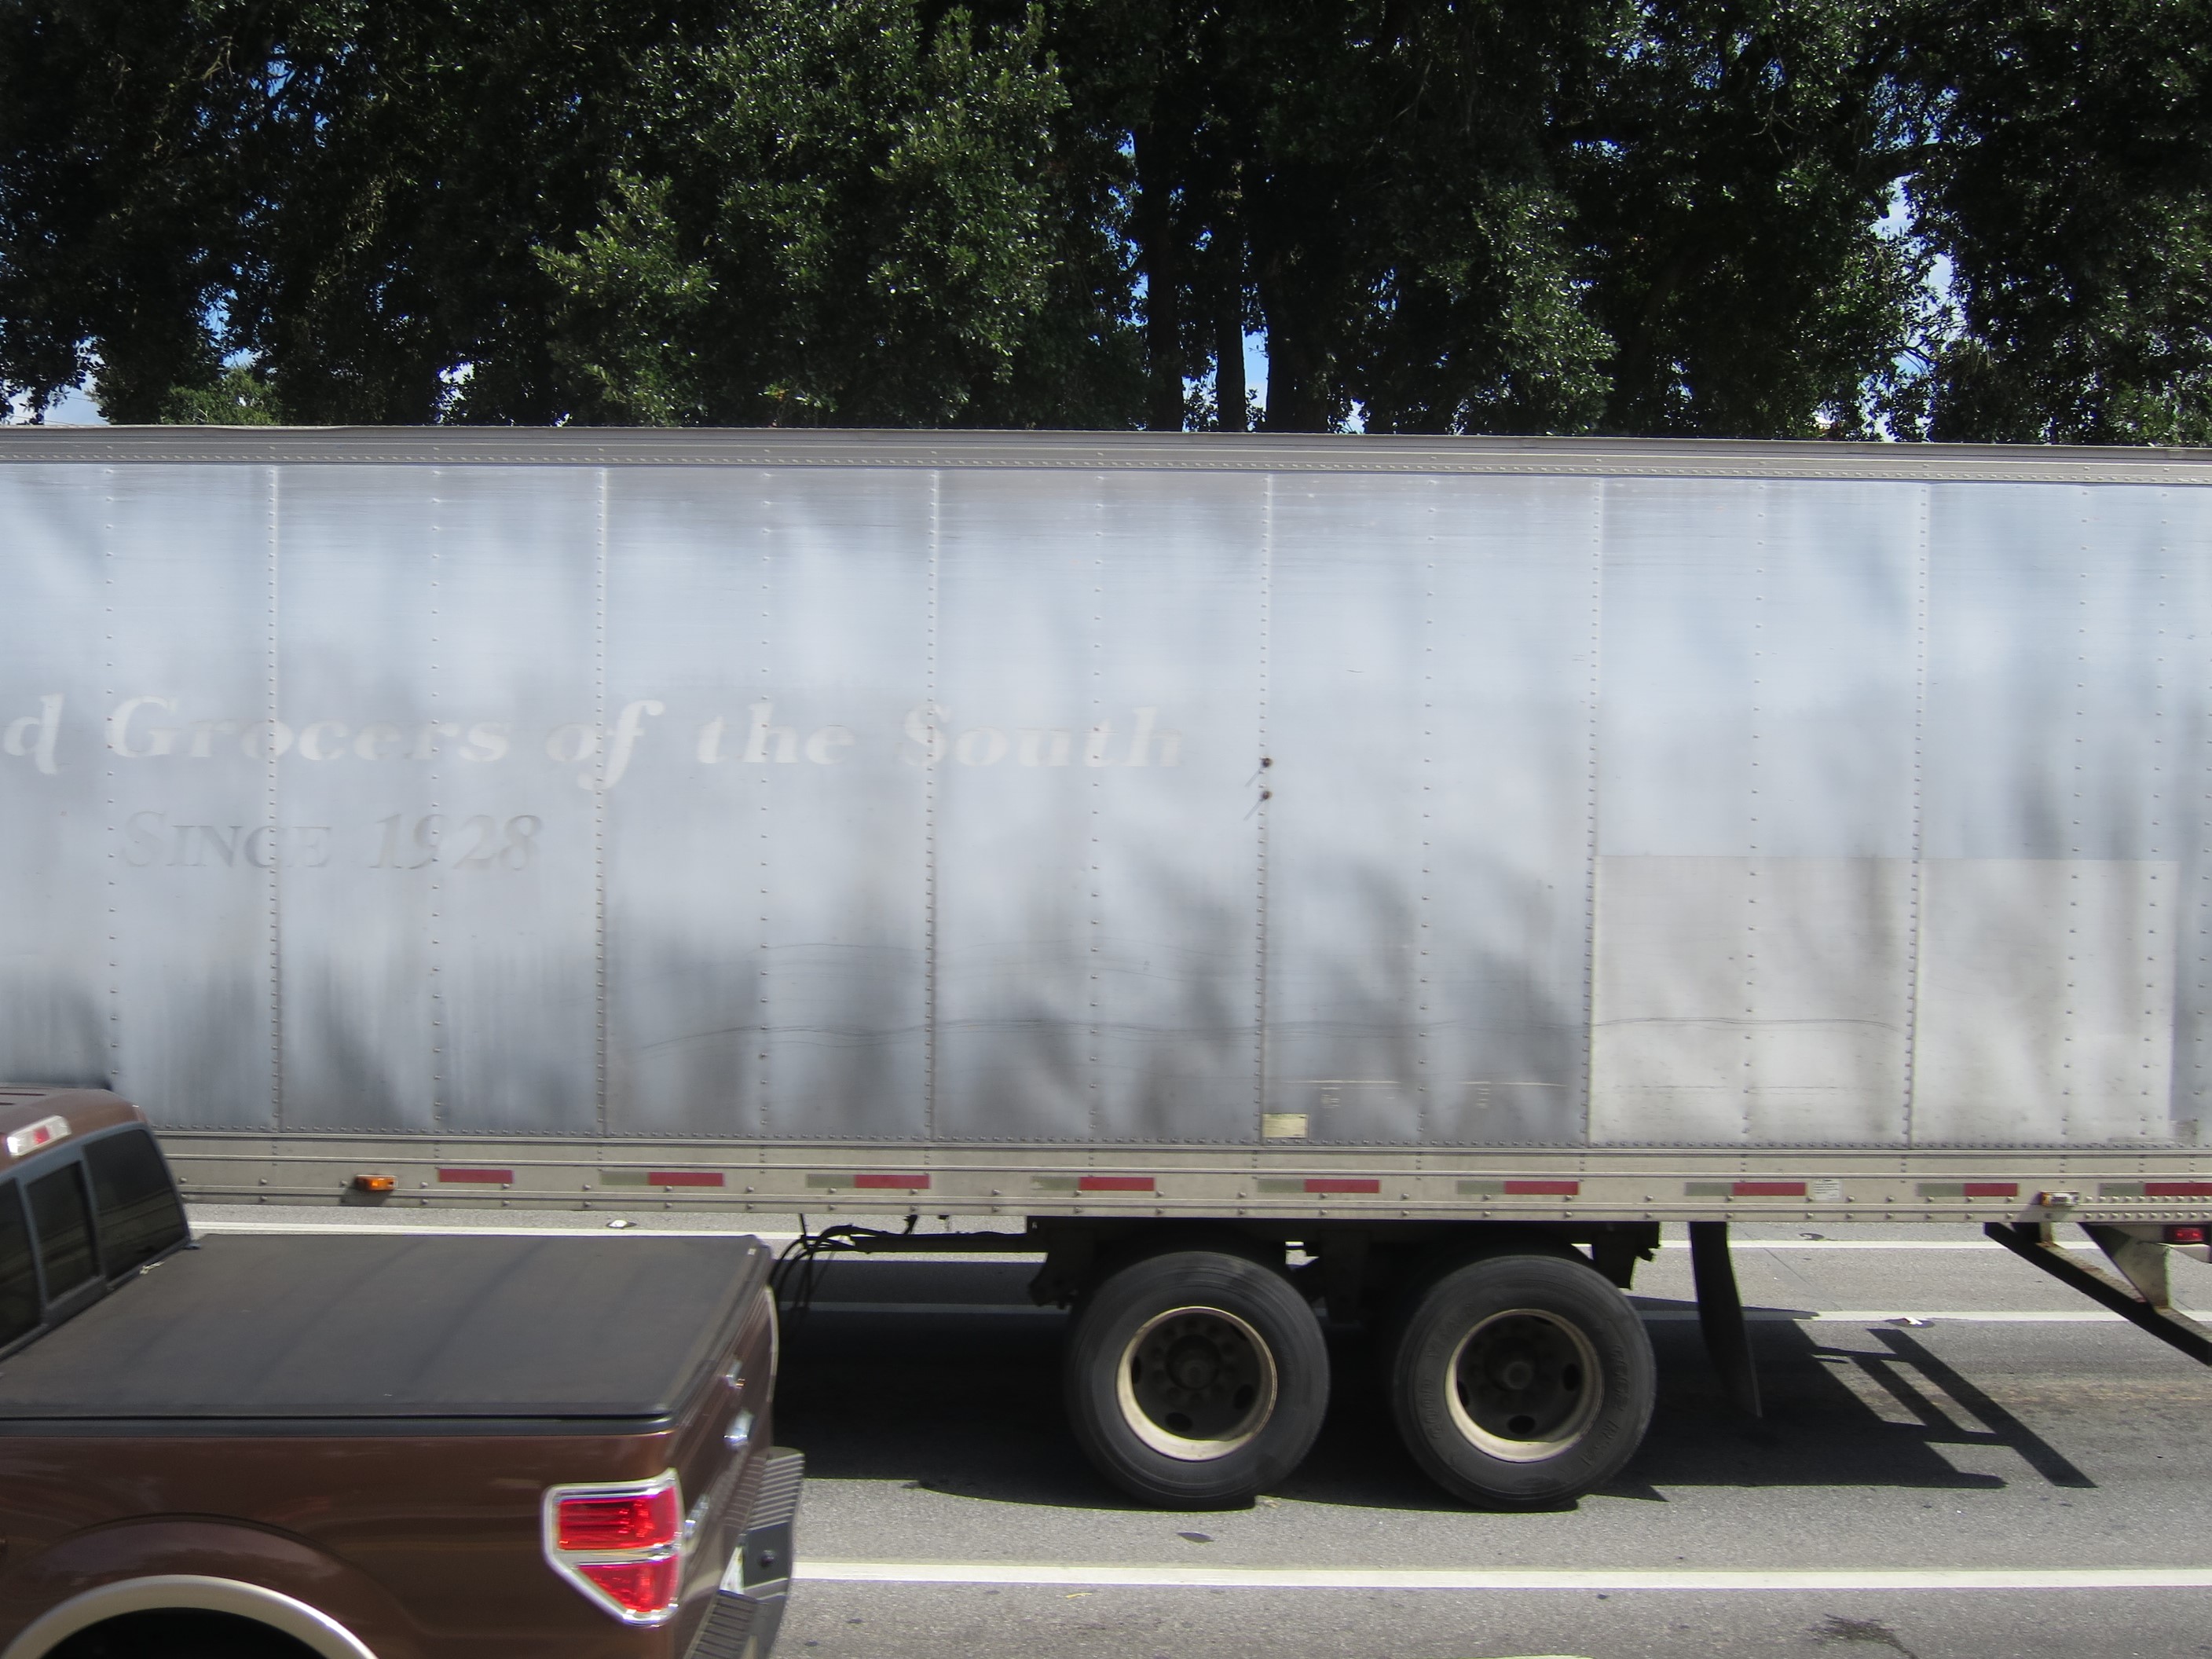 d Grocers of the South
SINCE 1928